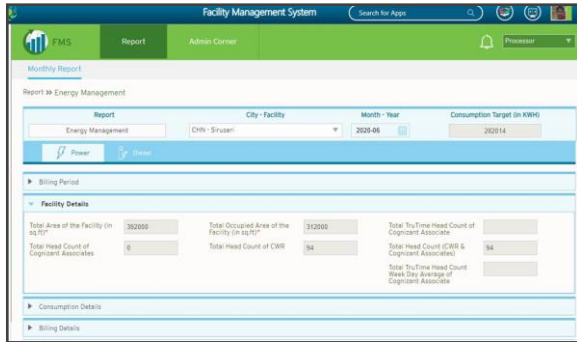 Facility Management System
Search for Apps
FMS
Report
Admin Corner
Processor
Monthly Report
Report >> Energy Management
Report
City - Facility
Month - Year
Consumption Target (in KWH)
Energy Management
CHN - Siruseri
2020-06
282014
Power
Diesel
Billing Period
Facility Details
Total Area of the Facility (in
sq.ft)*
392000
Total Occupied Area of the
Facility (in sq.ft)*
312000
Total TruTime Head Count of
Cognizant Associate
Total Head Count of
Cognizant Associates
0
Total Head Count of CWR
94
Total Head Count (CWR &
Cognizant Associates)
94
Total TruTime Head Count
Week Day Average of
Cognizant Associate
Consumption Details
Billing Details